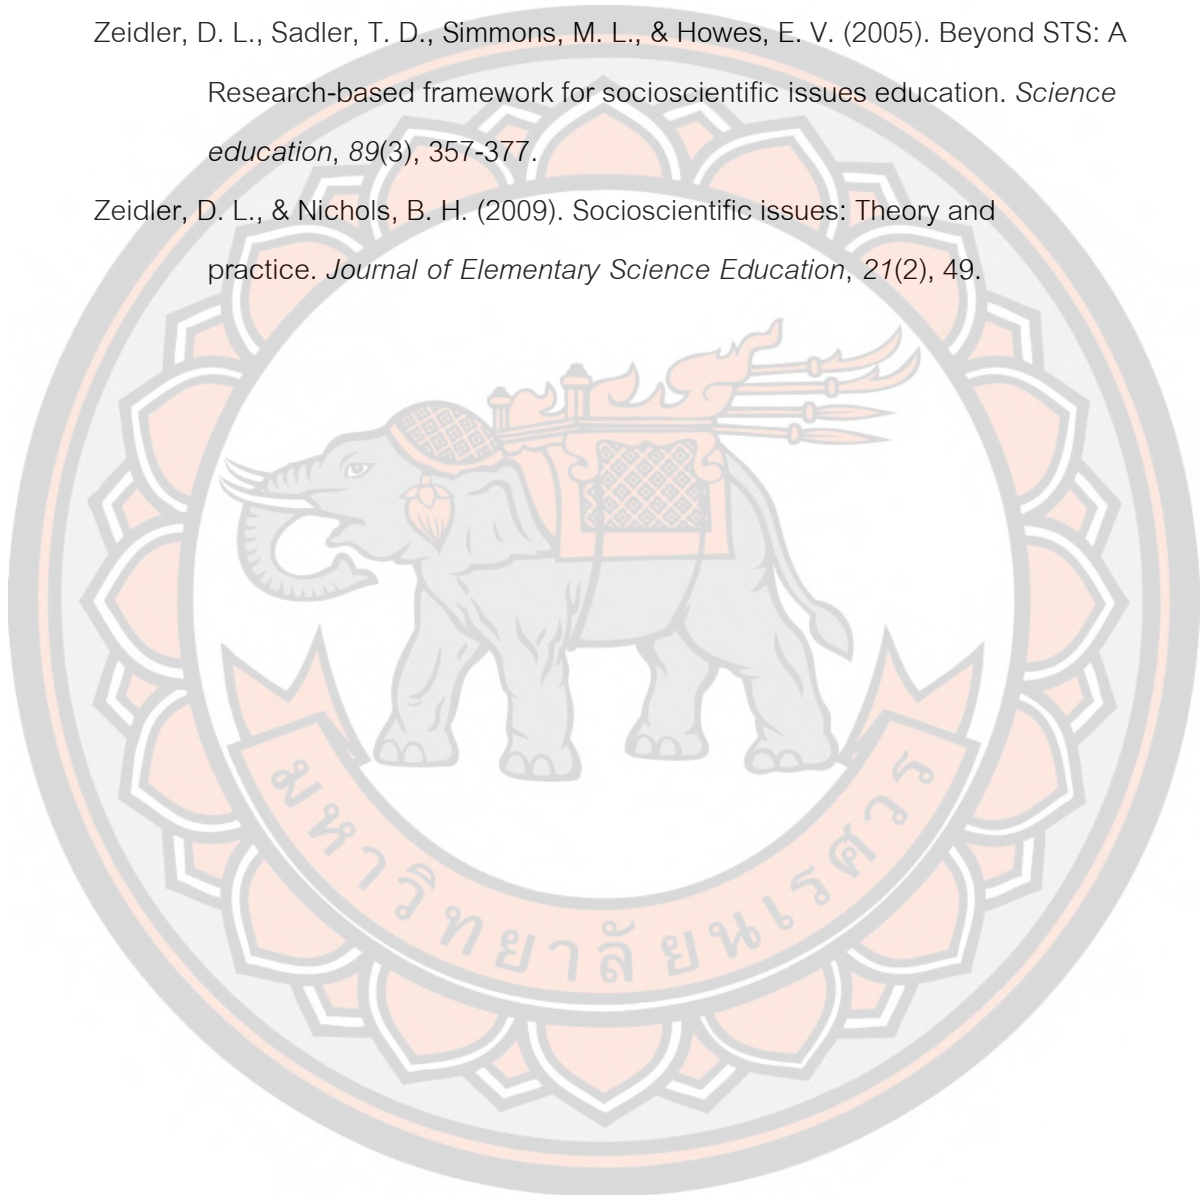 Zeidler, D. L., Sadler, T. D., Simmons, M. L., & Howes, E. V. (2005). Beyond STS: A
Research-based framework for socioscientific issues education. Science
education, 89(3), 357-377.
Zeidler, D. L., & Nichols, B. H. (2009). Socioscientific issues: Theory and
practice. Journal of Elementary Science Education, 21(2), 49.
มหาวิทยาลัยนเรศวร